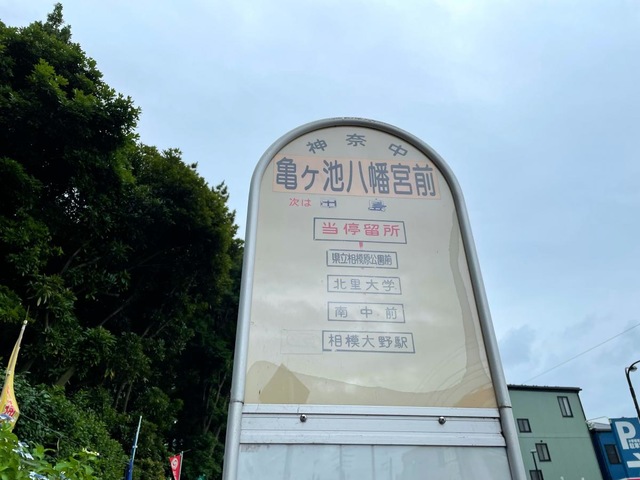 神奈中
亀ヶ池八幡宮前
次は
当停留所
県立相模原公園前
北里大学
南中前
相模大野駅
P